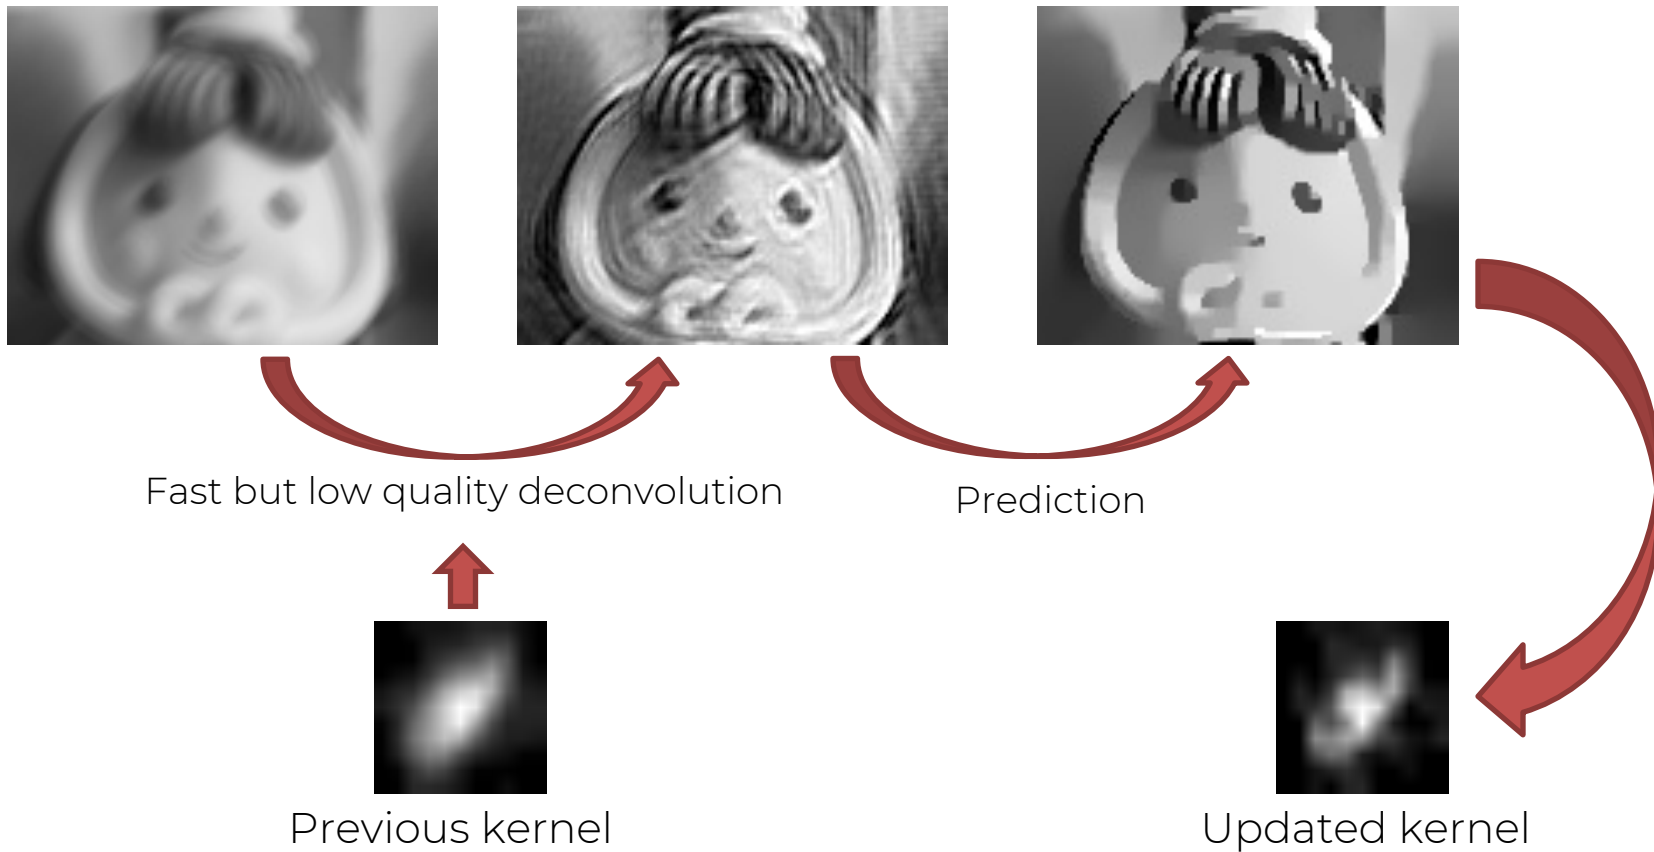 Fast but low quality deconvolution
Prediction
Previous kernel
Updated kernel